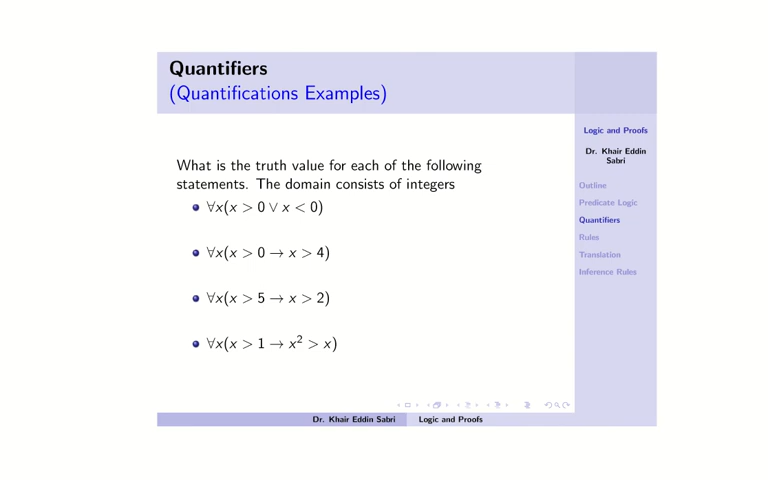 Quantifiers
(Quantifications Examples)
What is the truth value for each of the following
statements. The domain consists of integers
∀x(x > 0 ∨ x < 0)
∀x(x > 0 → x > 4)
∀x(x > 5 → x > 2)
∀x(x > 1 → x² > x)
Logic and Proofs
Dr. Khair Eddin
Sabri
Outline
Predicate Logic
Quantifiers
Rules
Translation
Inference Rules
Dr. Khair Eddin Sabri
Logic and Proofs